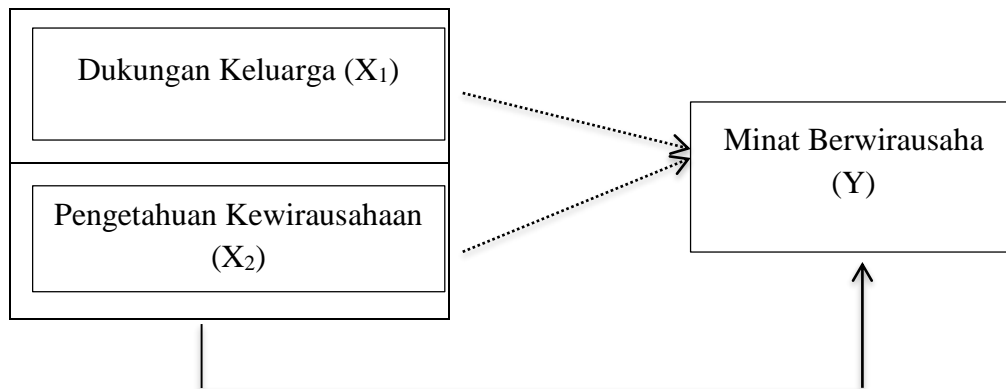 Dukungan Keluarga (X₁)
Pengetahuan Kewirausahaan
(X₂)
Minat Berwirausaha
(Y)